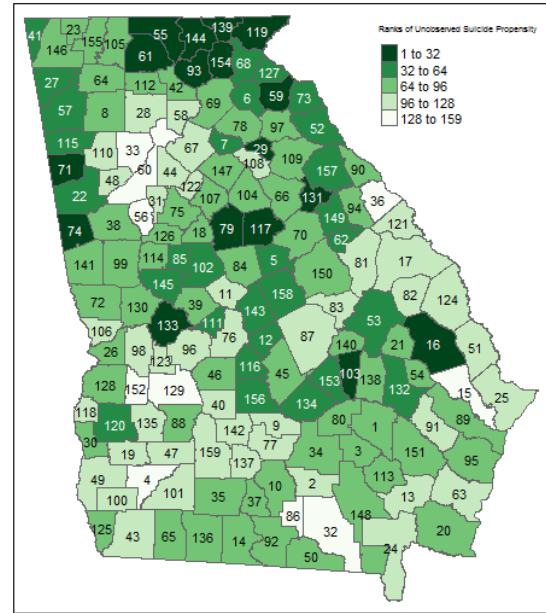 Ranks of Unobserved Suicide Propensity
1 to 32
32 to 64
64 to 96
96 to 128
128 to 159
41 23 155 105 55 144 139 119
146 61 154 68
27 64 112 42 93 127
57 8 28 58 69 6 59 73
115 110 33 67 78 97 52
71 48 60 44 7 29 108 109 157 90
22 31 122 147 104 66 131 36
74 38 56 75 107 79 117 149 94 121
126 18 70 62
141 99 114 85 102 84 5 150 81 17
145 158
72 130 39 11 143 83 82 124
106 133 111 76 87 53 16
26 98 123 96 12 140 21 51
128 152 129 46 116 45 153 103 138 132 54 15
118 120 135 88 40 156 134 80 1 91 89 25
30 19 47 142 9 77 34 3 151 95
49 4 159 137 113
100 101 35 37 10 2 13 63
125 43 65 136 14 92 86 32 148 20
50 24